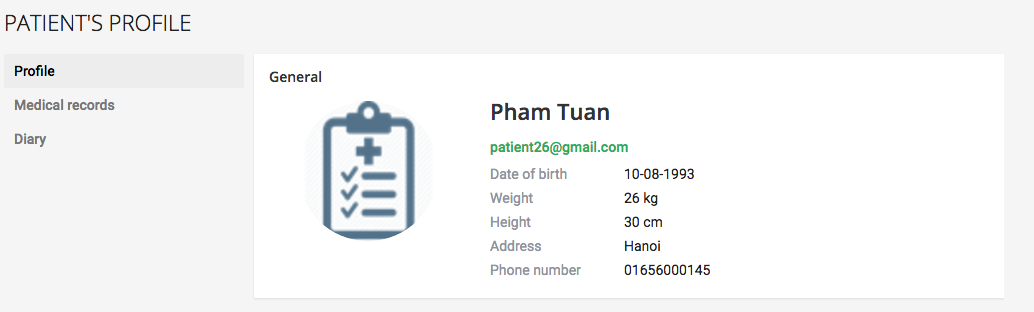 PATIENT'S PROFILE
Profile
Medical records
Diary
General
Pham Tuan
patient26@gmail.com
Date of birth 10-08-1993
Weight 26 kg
Height 30 cm
Address Hanoi
Phone number 01656000145